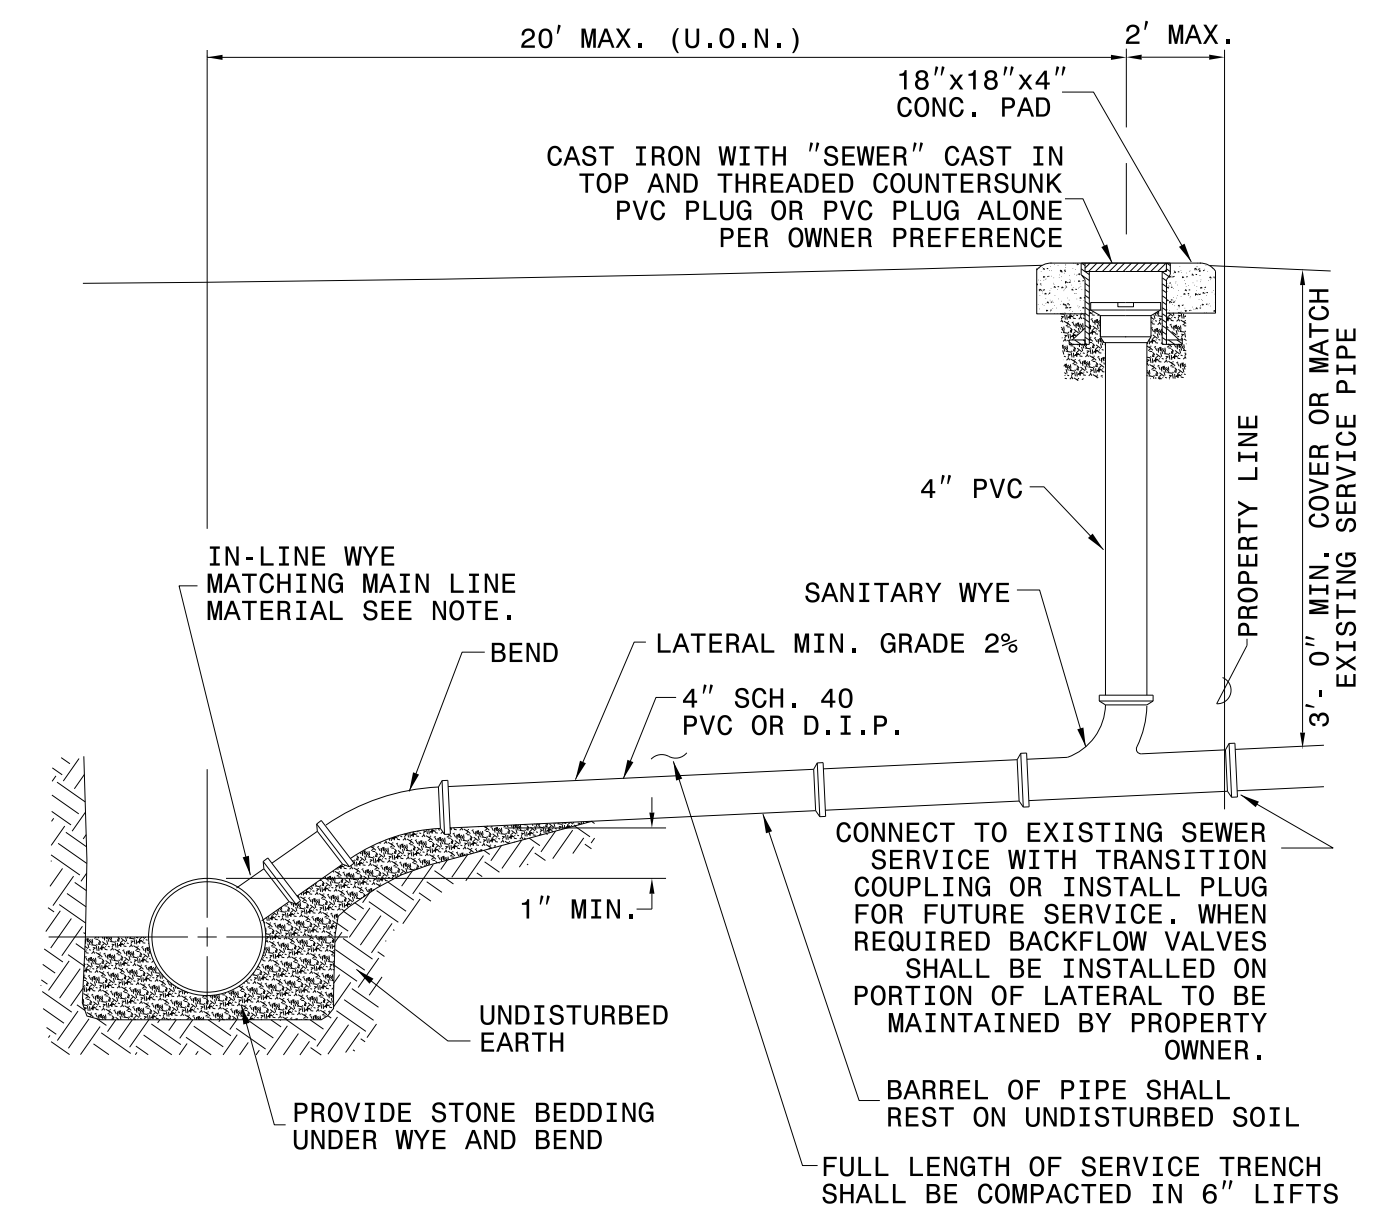 20' MAX. (U.O.N.)
2' MAX.
18"x18"x4"
CONC. PAD
CAST IRON WITH "SEWER" CAST IN
TOP AND THREADED COUNTERSUNK
PVC PLUG OR PVC PLUG ALONE
PER OWNER PREFERENCE
3'-0" MIN. COVER OR MATCH
EXISTING SERVICE PIPE
PROPERTY LINE
4" PVC
IN-LINE WYE
MATCHING MAIN LINE
MATERIAL SEE NOTE.
SANITARY WYE
BEND
LATERAL MIN. GRADE 2%
4" SCH. 40
PVC OR D.I.P.
1" MIN.
CONNECT TO EXISTING SEWER
SERVICE WITH TRANSITION
COUPLING OR INSTALL PLUG
FOR FUTURE SERVICE. WHEN
REQUIRED BACKFLOW VALVES
SHALL BE INSTALLED ON
PORTION OF LATERAL TO BE
MAINTAINED BY PROPERTY
OWNER.
UNDISTURBED
EARTH
BARREL OF PIPE SHALL
REST ON UNDISTURBED SOIL
PROVIDE STONE BEDDING
UNDER WYE AND BEND
FULL LENGTH OF SERVICE TRENCH
SHALL BE COMPACTED IN 6" LIFTS